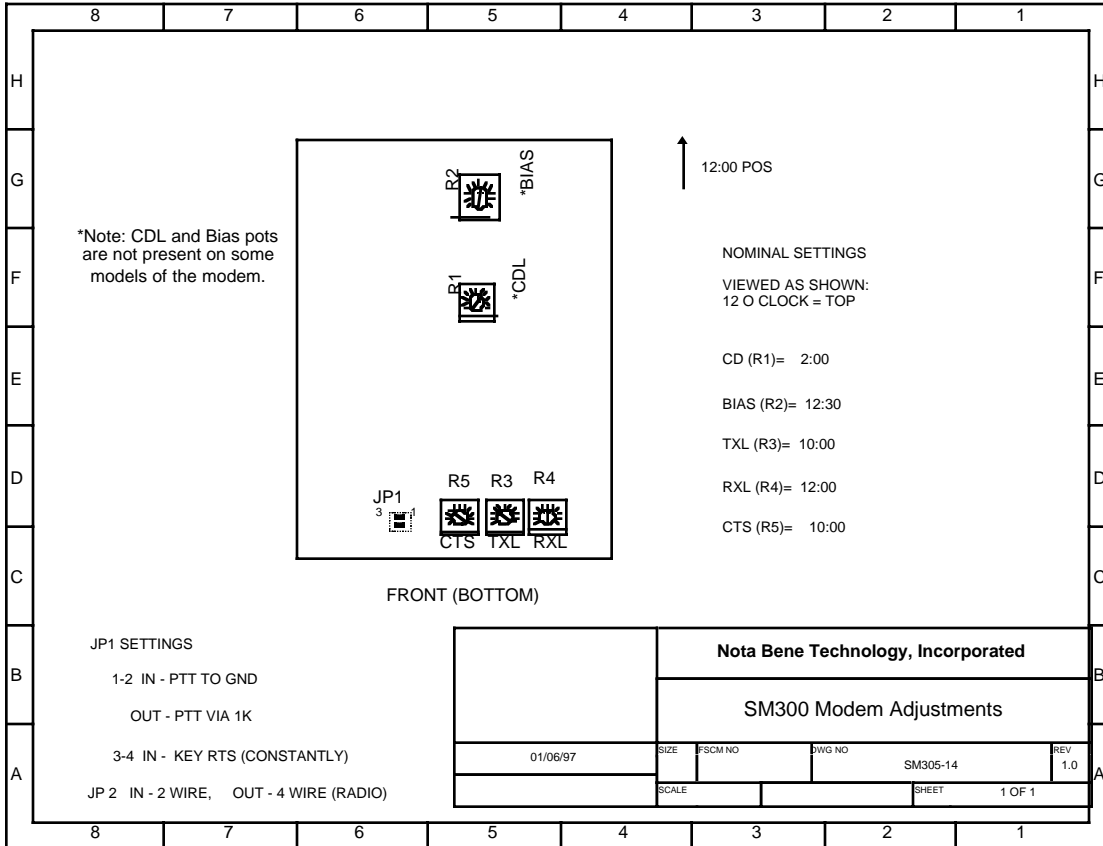 8 7 6 5 4 3 2 1
H H
G G
F F
E E
D D
C C
B B
A A
R2
*BIAS
12:00 POS
*Note: CDL and Bias pots
are not present on some
models of the modem.
R1
*CDL
NOMINAL SETTINGS
VIEWED AS SHOWN:
12 O CLOCK = TOP
CD (R1)= 2:00
BIAS (R2)= 12:30
TXL (R3)= 10:00
RXL (R4)= 12:00
CTS (R5)= 10:00
R5 R3 R4
JP1
3 1
CTS TXL RXL
FRONT (BOTTOM)
JP1 SETTINGS
1-2 IN - PTT TO GND
OUT - PTT VIA 1K
3-4 IN - KEY RTS (CONSTANTLY)
JP 2 IN - 2 WIRE, OUT - 4 WIRE (RADIO)
Nota Bene Technology, Incorporated
SM300 Modem Adjustments
01/06/97
SIZE FSCM NO DWG NO REV
SM305-14 1.0
SCALE SHEET 1 OF 1
8 7 6 5 4 3 2 1